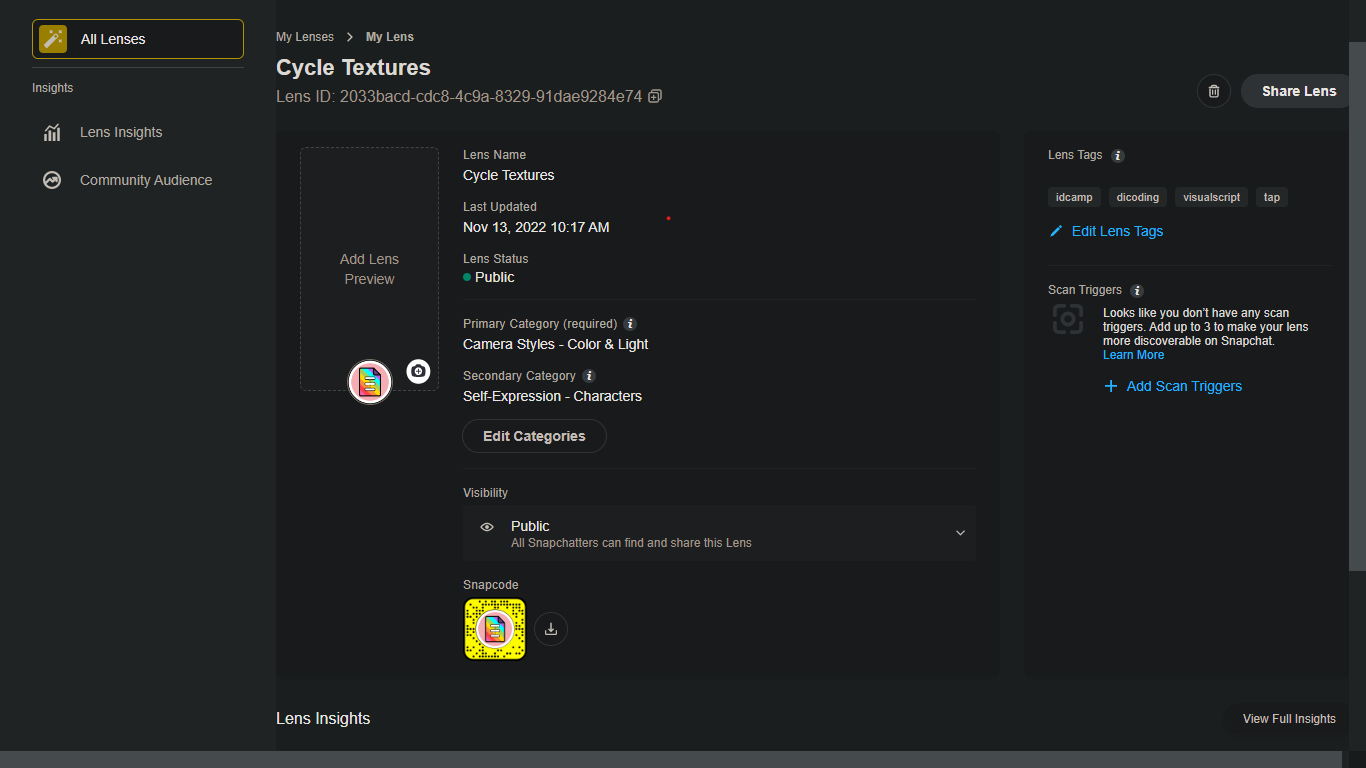 All Lenses
Insights
Lens Insights
Community Audience
My Lenses > My Lens
Cycle Textures
Lens ID: 2033bacd-cdc8-4c9a-8329-91dae9284e74
Share Lens
Add Lens
Preview
Lens Name
Cycle Textures
Last Updated
Nov 13, 2022 10:17 AM
Lens Status
Public
Primary Category (required)
Camera Styles - Color & Light
Secondary Category
Self-Expression - Characters
Edit Categories
Visibility
Public
All Snapchatters can find and share this Lens
Snapcode
Lens Tags
idcamp dicoding visualscript tap
Edit Lens Tags
Scan Triggers
Looks like you don't have any scan
triggers. Add up to 3 to make your lens
more discoverable on Snapchat.
Learn More
Add Scan Triggers
Lens Insights
View Full Insights